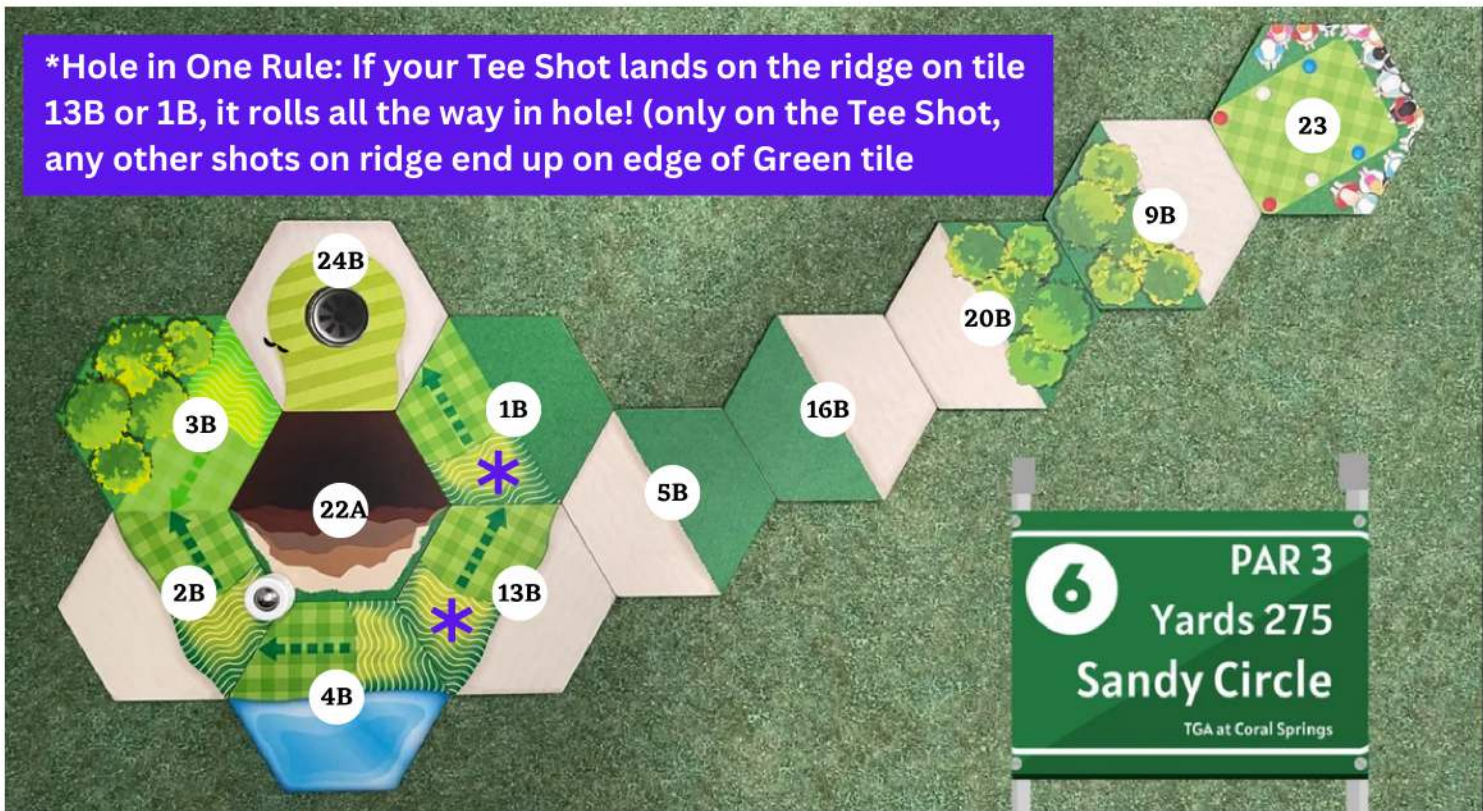 *Hole in One Rule: If your Tee Shot lands on the ridge on tile
13B or 1B, it rolls all the way in hole! (only on the Tee Shot,
any other shots on ridge end up on edge of Green tile
23
9B
24B
20B
3B
1B
16B
5B
22A
2B
13B
4B
6
PAR 3
Yards 275
Sandy Circle
TGA at Coral Springs